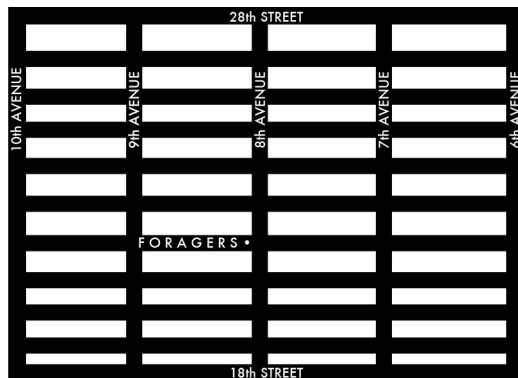 28th STREET
10th AVENUE
9th AVENUE
8th AVENUE
7th AVENUE
6th AVENUE
FORAGERS •
18th STREET